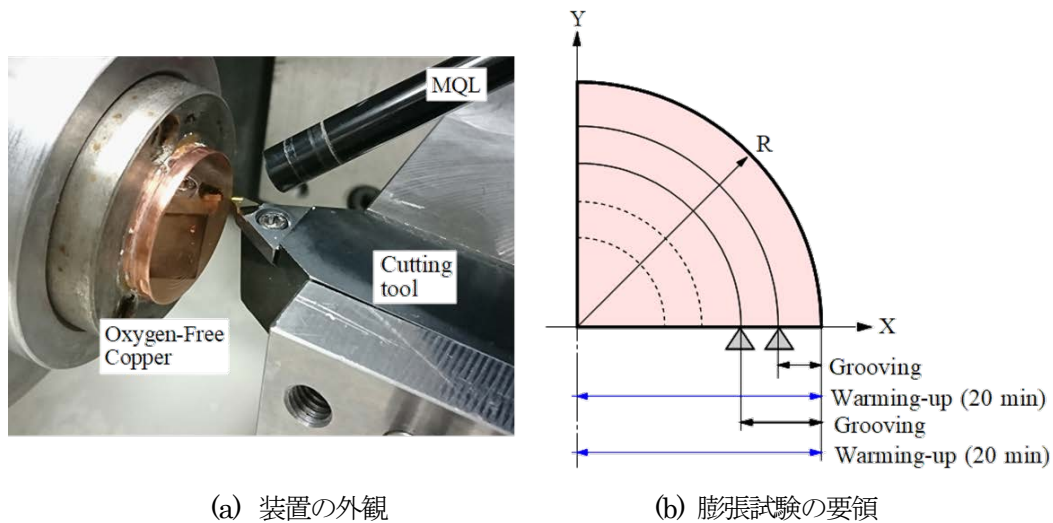 MQL
Cutting
tool
Oxygen-Free
Copper
(a) 装置の外観
Y
R
X
Grooving
Warming-up (20 min)
Grooving
Warming-up (20 min)
(b) 膨張試験の要領